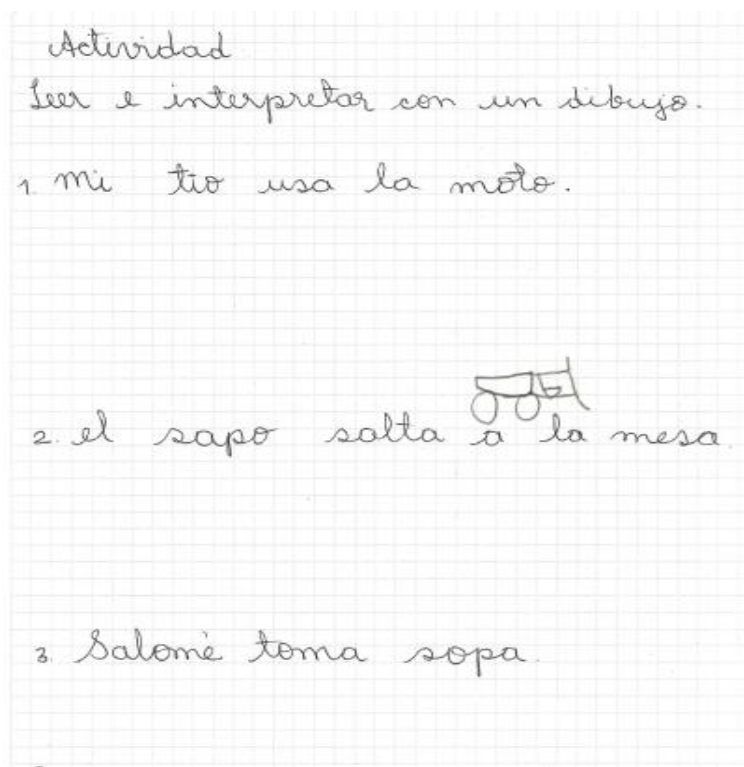 Actividad
Leer e interpretar con un dibujo.
1. Mi tio usa la moto.
2. el sapo salta a la mesa
3. Salomé toma sopa.